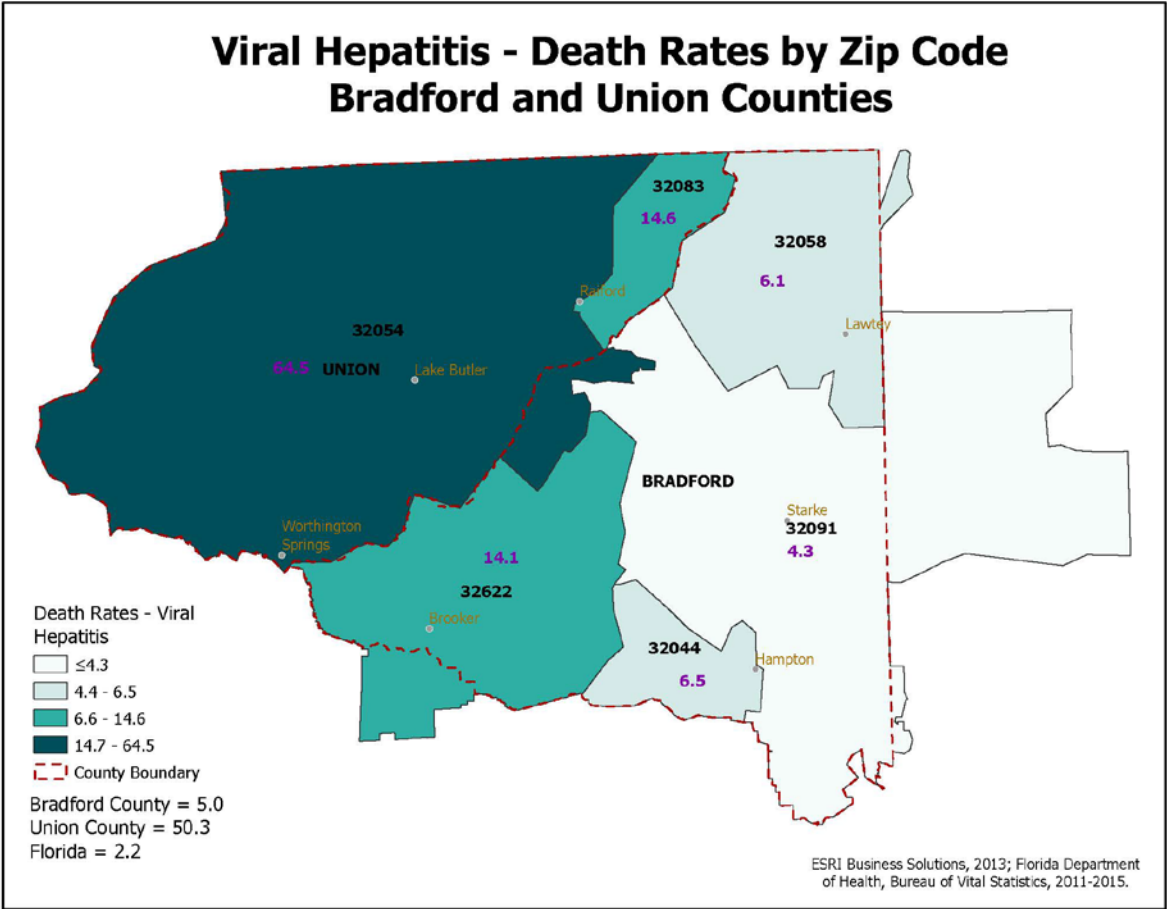 Viral Hepatitis - Death Rates by Zip Code
Bradford and Union Counties
32083
14.6
32058
6.1
Raiford
Lawtey
32054
64.5 UNION
Lake Butler
BRADFORD
Starke
32091
4.3
Worthington
Springs
14.1
32622
Brooker
32044
6.5
Hampton
Death Rates - Viral
Hepatitis
≤4.3
4.4 - 6.5
6.6 - 14.6
14.7 - 64.5
County Boundary
Bradford County = 5.0
Union County = 50.3
Florida = 2.2
ESRI Business Solutions, 2013; Florida Department
of Health, Bureau of Vital Statistics, 2011-2015.